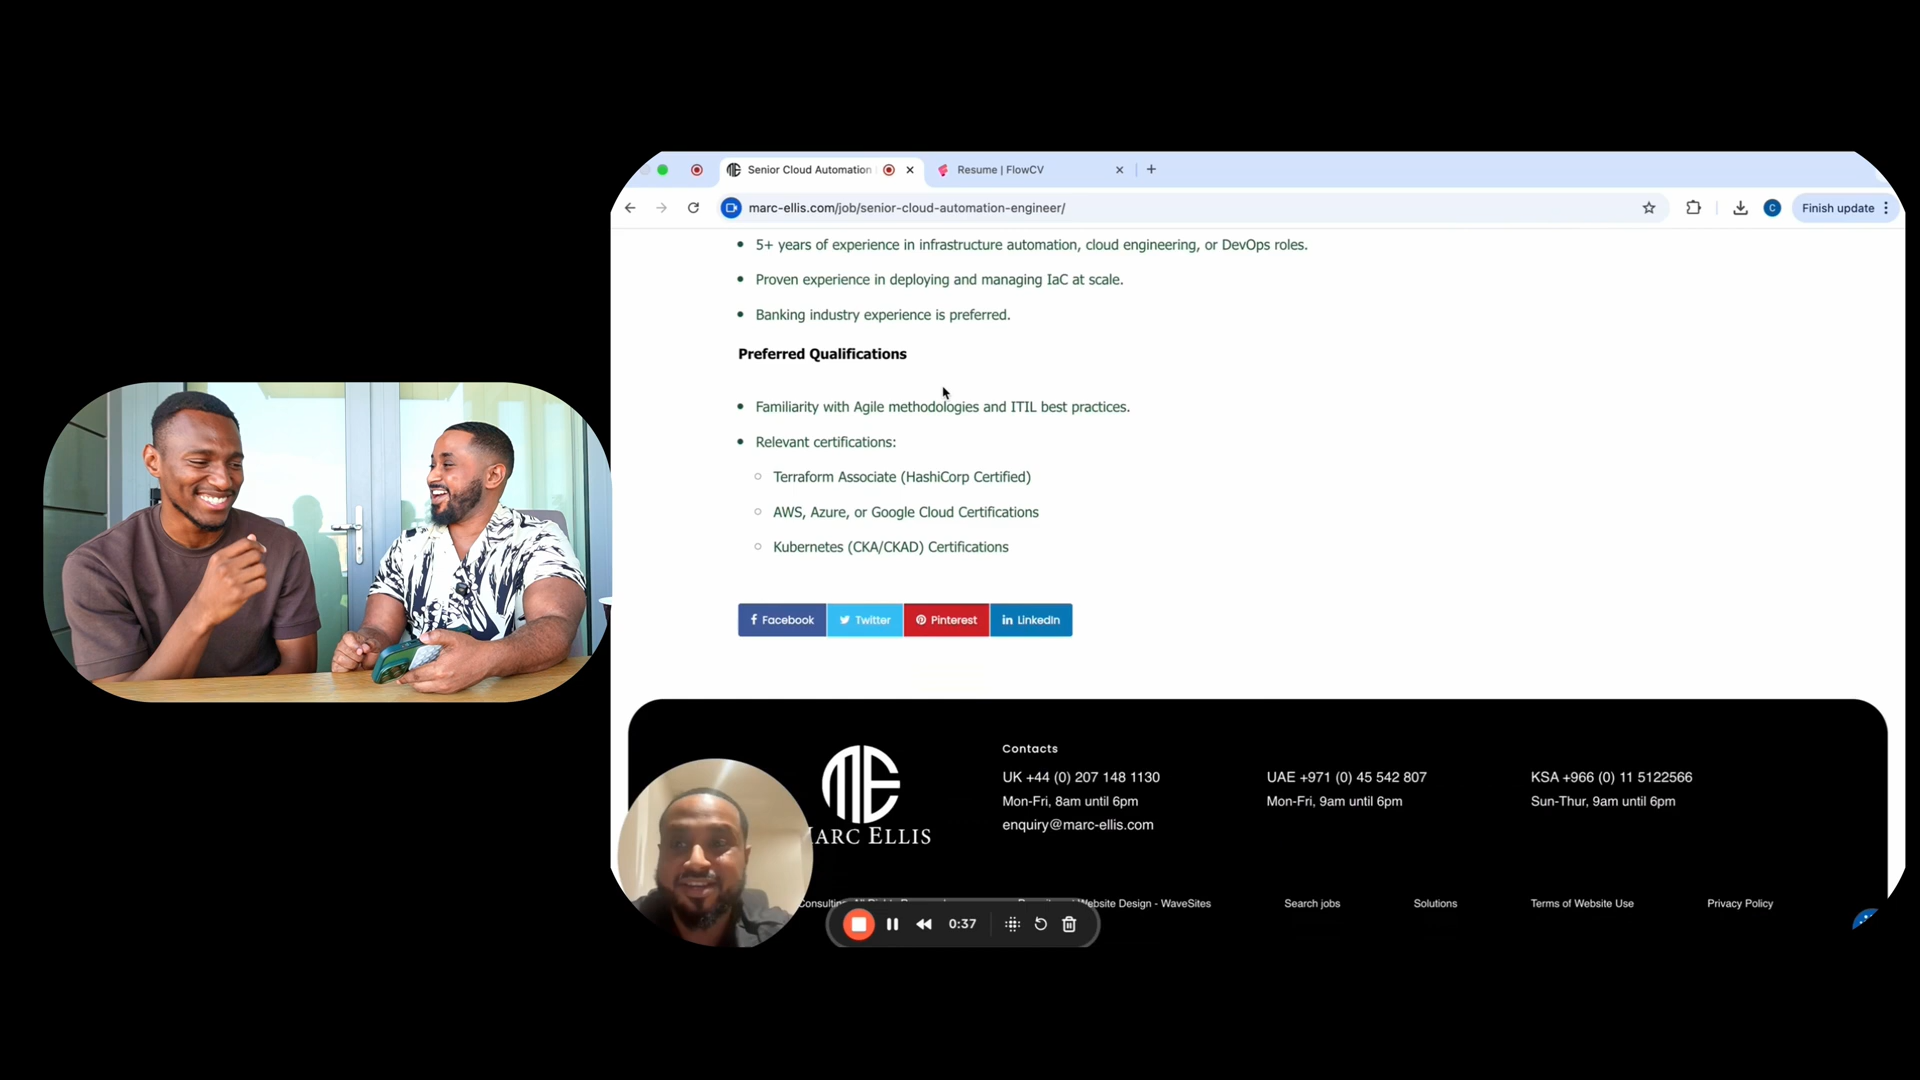 Senior Cloud Automation
Resume | FlowCV
marc-ellis.com/job/senior-cloud-automation-engineer/
C
Finish update
5+ years of experience in infrastructure automation, cloud engineering, or DevOps roles.
Proven experience in deploying and managing IaC at scale.
Banking industry experience is preferred.
Preferred Qualifications
Familiarity with Agile methodologies and ITIL best practices.
Relevant certifications:
Terraform Associate (HashiCorp Certified)
AWS, Azure, or Google Cloud Certifications
Kubernetes (CKA/CKAD) Certifications
Facebook Twitter Pinterest LinkedIn
ME
MARC ELLIS
Contacts
UK +44 (0) 207 148 1130
Mon-Fri, 8am until 6pm
enquiry@marc-ellis.com
UAE +971 (0) 45 542 807
Mon-Fri, 9am until 6pm
KSA +966 (0) 11 5122566
Sun-Thur, 9am until 6pm
Website Design - WaveSites
Search jobs
Solutions
Terms of Website Use
Privacy Policy
0:37